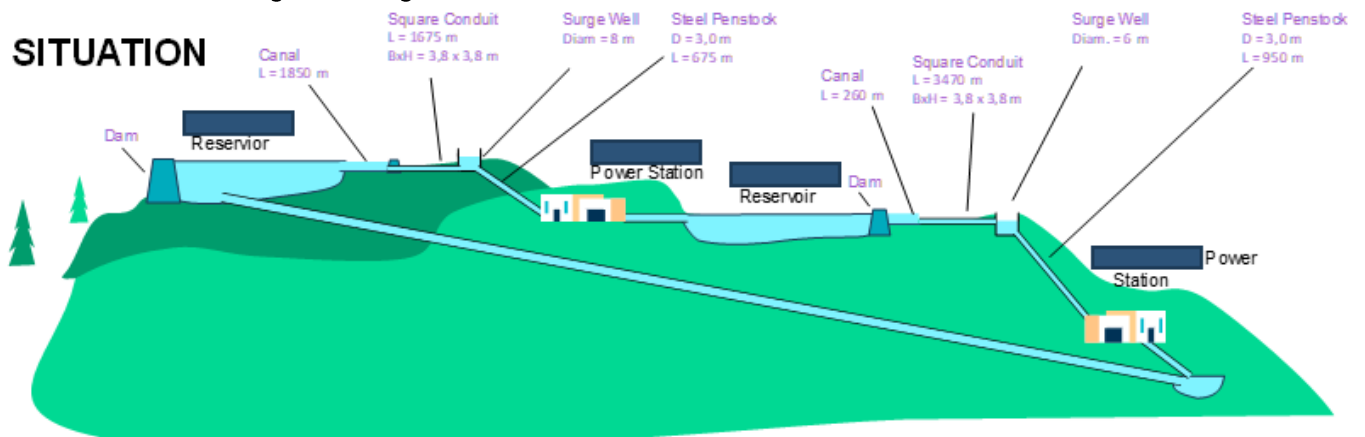 SITUATION
Canal
L = 1850 m
Square Conduit
L = 1675 m
BxH = 3,8 x 3,8 m
Surge Well
Diam = 8 m
Steel Penstock
D = 3,0 m
L = 675 m
Canal
L = 260 m
Square Conduit
L = 3470 m
BxH = 3,8 x 3,8 m
Surge Well
Diam. = 6 m
Steel Penstock
D = 3,0 m
L = 950 m
Dam
Reservior
Power Station
Reservoir
Dam
Power
Station